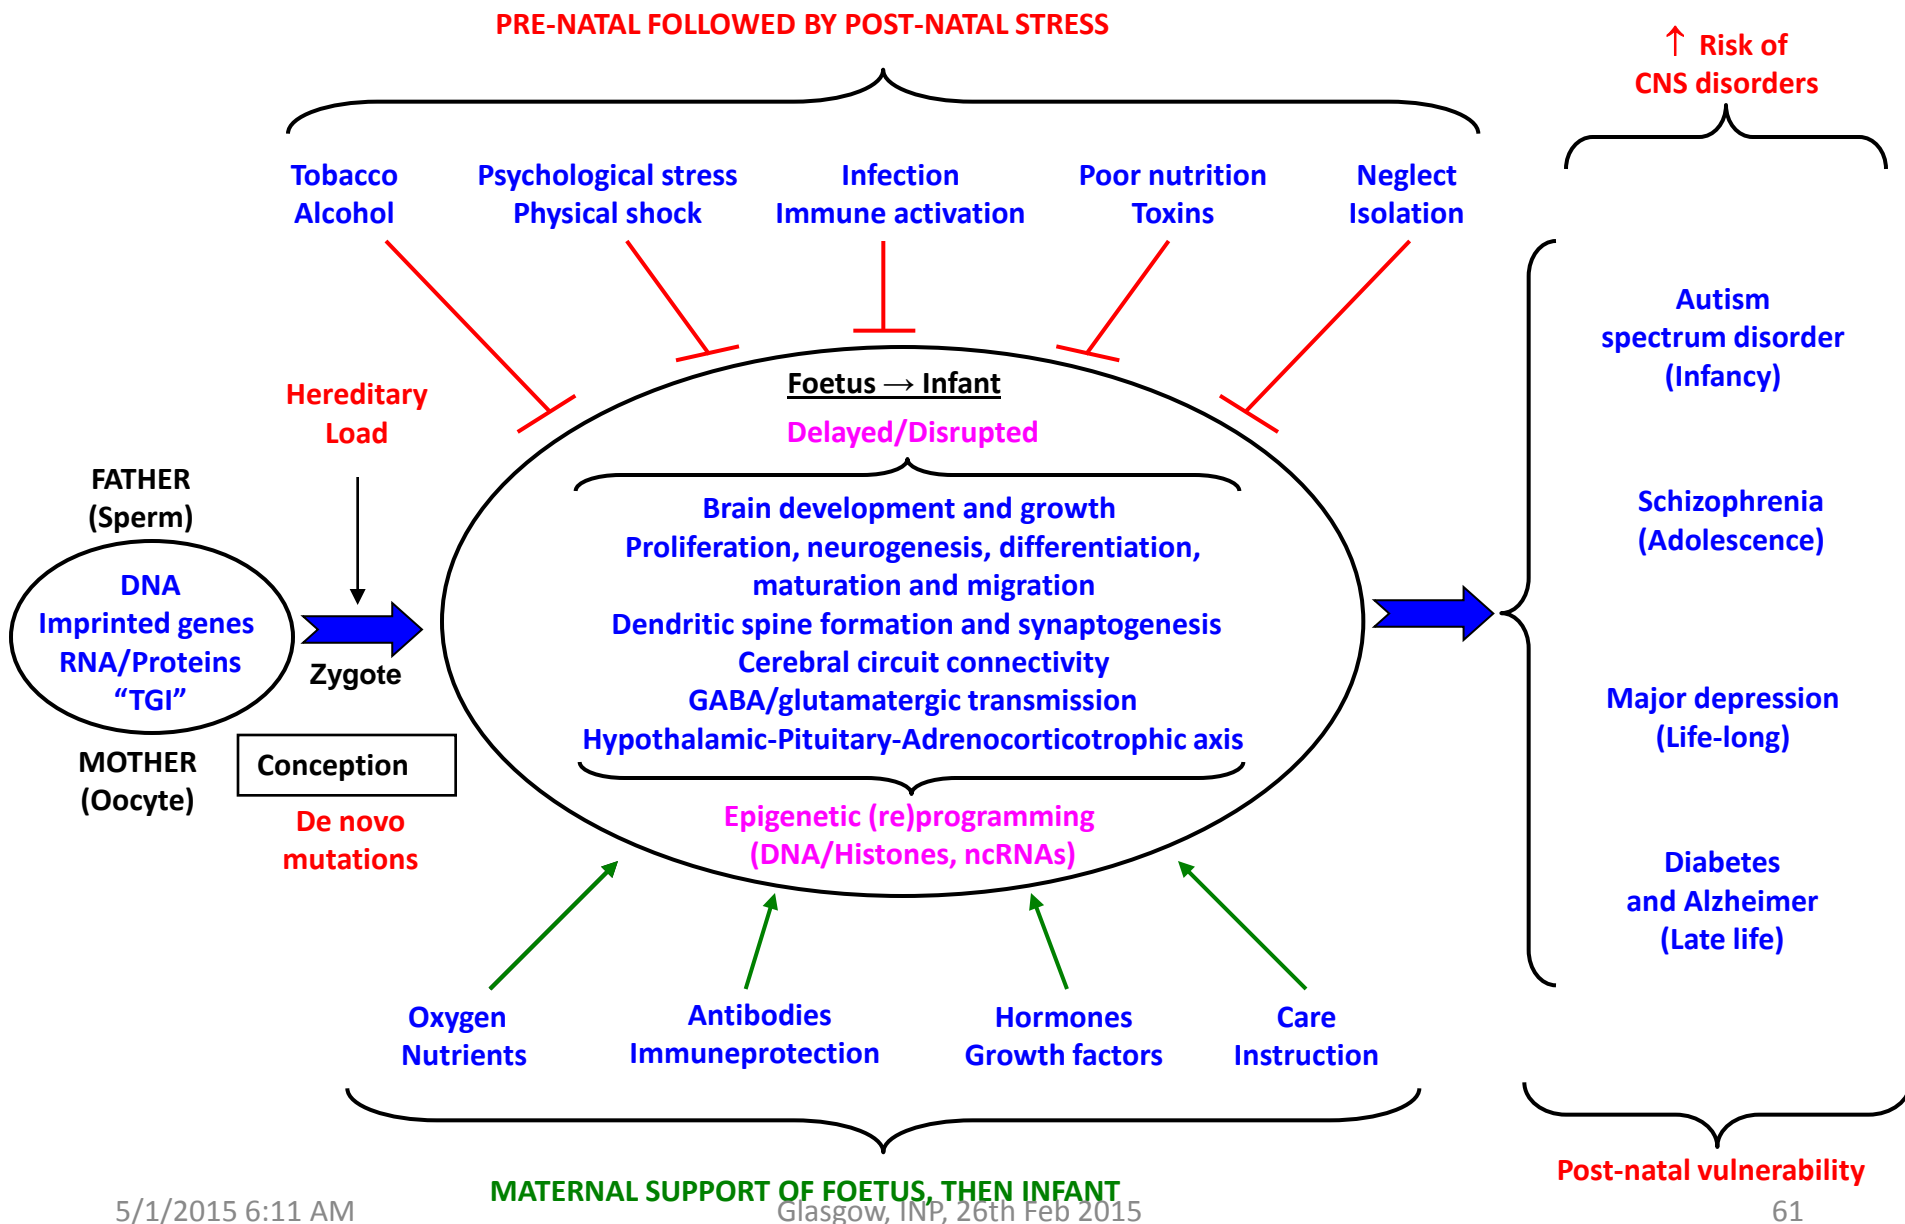 PRE-NATAL FOLLOWED BY POST-NATAL STRESS
↑ Risk of
CNS disorders
Tobacco
Alcohol
Psychological stress
Physical shock
Infection
Immune activation
Poor nutrition
Toxins
Neglect
Isolation
Hereditary
Load
FATHER
(Sperm)
DNA
Imprinted genes
RNA/Proteins
“TGI”
MOTHER
(Oocyte)
Zygote
Conception
De novo
mutations
Foetus → Infant
Delayed/Disrupted
Brain development and growth
Proliferation, neurogenesis, differentiation,
maturation and migration
Dendritic spine formation and synaptogenesis
Cerebral circuit connectivity
GABA/glutamatergic transmission
Hypothalamic-Pituitary-Adrenocorticotrophic axis
Epigenetic (re)programming
(DNA/Histones, ncRNAs)
Autism
spectrum disorder
(Infancy)
Schizophrenia
(Adolescence)
Major depression
(Life-long)
Diabetes
and Alzheimer
(Late life)
Oxygen
Nutrients
Antibodies
Immuneprotection
Hormones
Growth factors
Care
Instruction
MATERNAL SUPPORT OF FOETUS, THEN INFANT
Post-natal vulnerability
5/1/2015 6:11 AM
Glasgow, INP, 26th Feb 2015
61